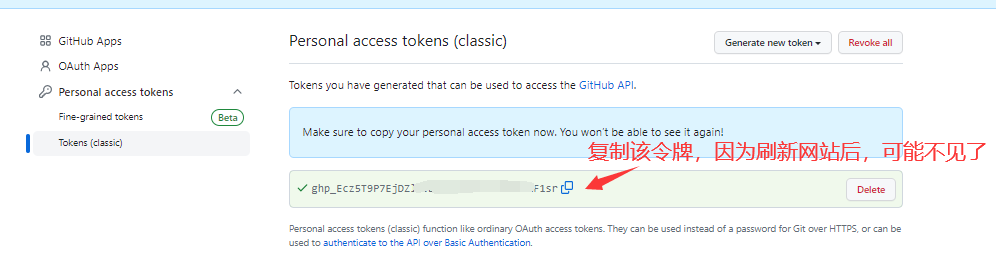 GitHub Apps
OAuth Apps
Personal access tokens
Fine-grained tokens Beta
Tokens (classic)
Personal access tokens (classic)
Generate new token
Revoke all
Tokens you have generated that can be used to access the GitHub API.
Make sure to copy your personal access token now. You won't be able to see it again!
复制该令牌，因为刷新网站后，可能不见了
Delete
Personal access tokens (classic) function like ordinary OAuth access tokens. They can be used instead of a password for Git over HTTPS, or can be
used to authenticate to the API over Basic Authentication.